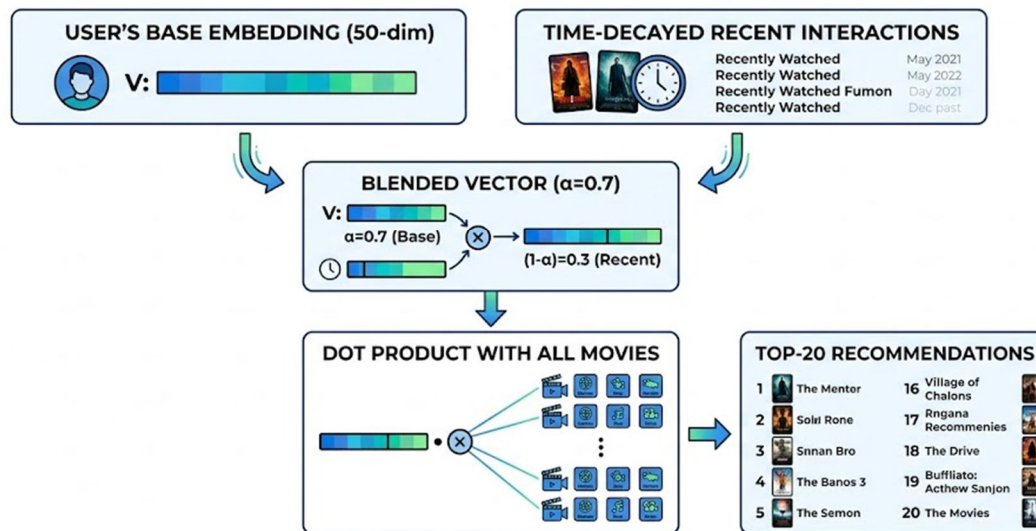 USER'S BASE EMBEDDING (50-dim)
V:
TIME-DECAYED RECENT INTERACTIONS
Recently Watched May 2021
Recently Watched May 2022
Recently Watched Fumon Day 2021
Recently Watched Dec past
BLENDED VECTOR (α=0.7)
V:
α=0.7 (Base)
(1-α)=0.3 (Recent)
DOT PRODUCT WITH ALL MOVIES
TOP-20 RECOMMENDATIONS
1 The Mentor
2 Rone
3 Snnan Bro
4 The Banos 3
5 The Semon
16 Village of
Chalons
17 Rngana
Recommenies
18 The Drive
19 Buffliato:
Acthew Sanjon
20 The Movies